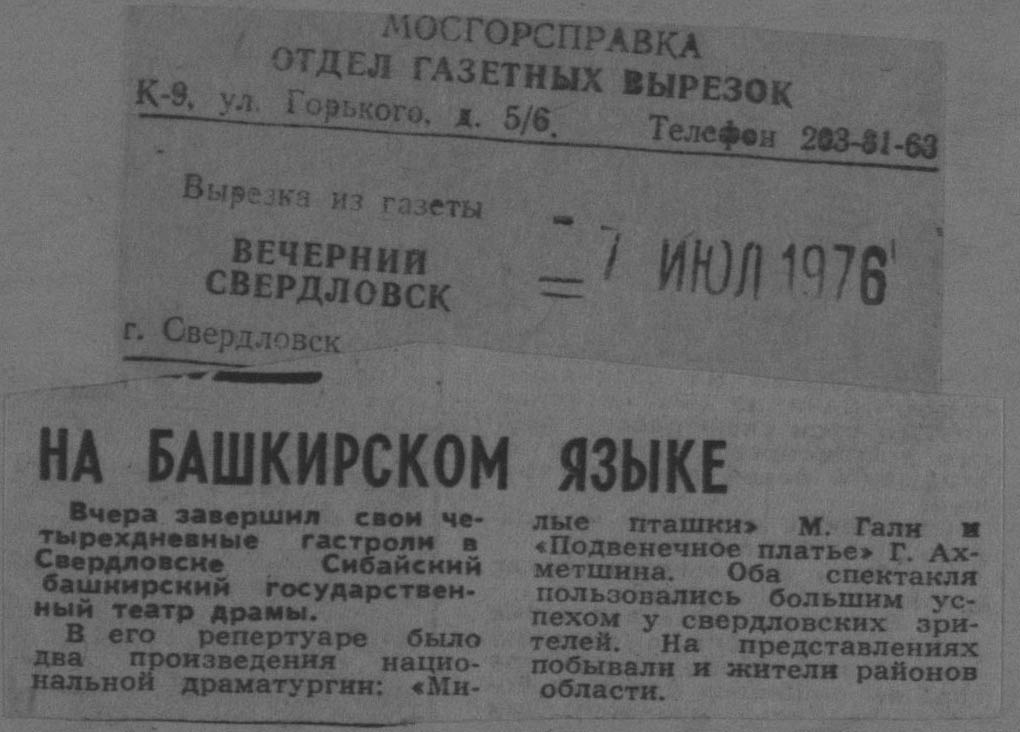 МОСГОРСПРАВКА
ОТДЕЛ ГАЗЕТНЫХ ВЫРЕЗОК
К-9, ул. Горького, д. 5/6. Телефон 203-81-63
Вырезка из газеты
ВЕЧЕРНИЙ
СВЕРДЛОВСК
г. Свердловск
- 7 ИЮЛ 1976
НА БАШКИРСКОМ ЯЗЫКЕ
Вчера завершил свои че-
тырехдневные гастроли в
Свердловске Сибайский
башкирский государствен-
ный театр драмы.
В его репертуаре было
два произведения нацио-
нальной драматургии: «Ми-
лые пташки» М. Гали и
«Подвенечное платье» Г. Ах-
метшина. Оба спектакля
пользовались большим ус-
пехом у свердловских зри-
телей. На представлениях
побывали и жители районов
области.